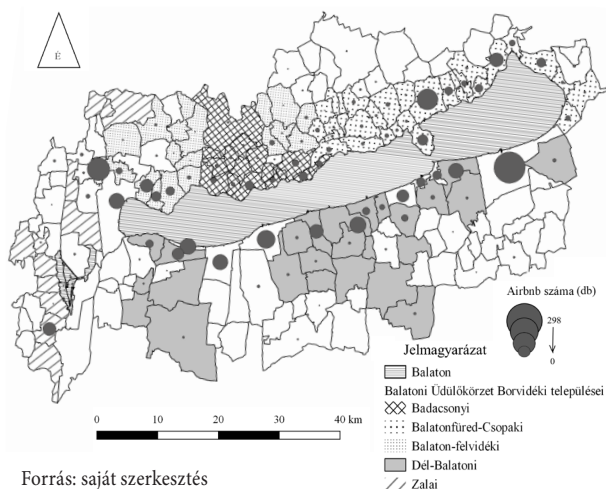 É
Airbnb száma (db)
298
0
Jelmagyarázat
Balaton
Balatoni Üdülőkörzet Borvidéki települései
Badacsonyi
Balatonfüred-Csopaki
Balaton-felvidéki
Dél-Balatoni
Zalai
0 10 20 30 40 km
Forrás: saját szerkesztés